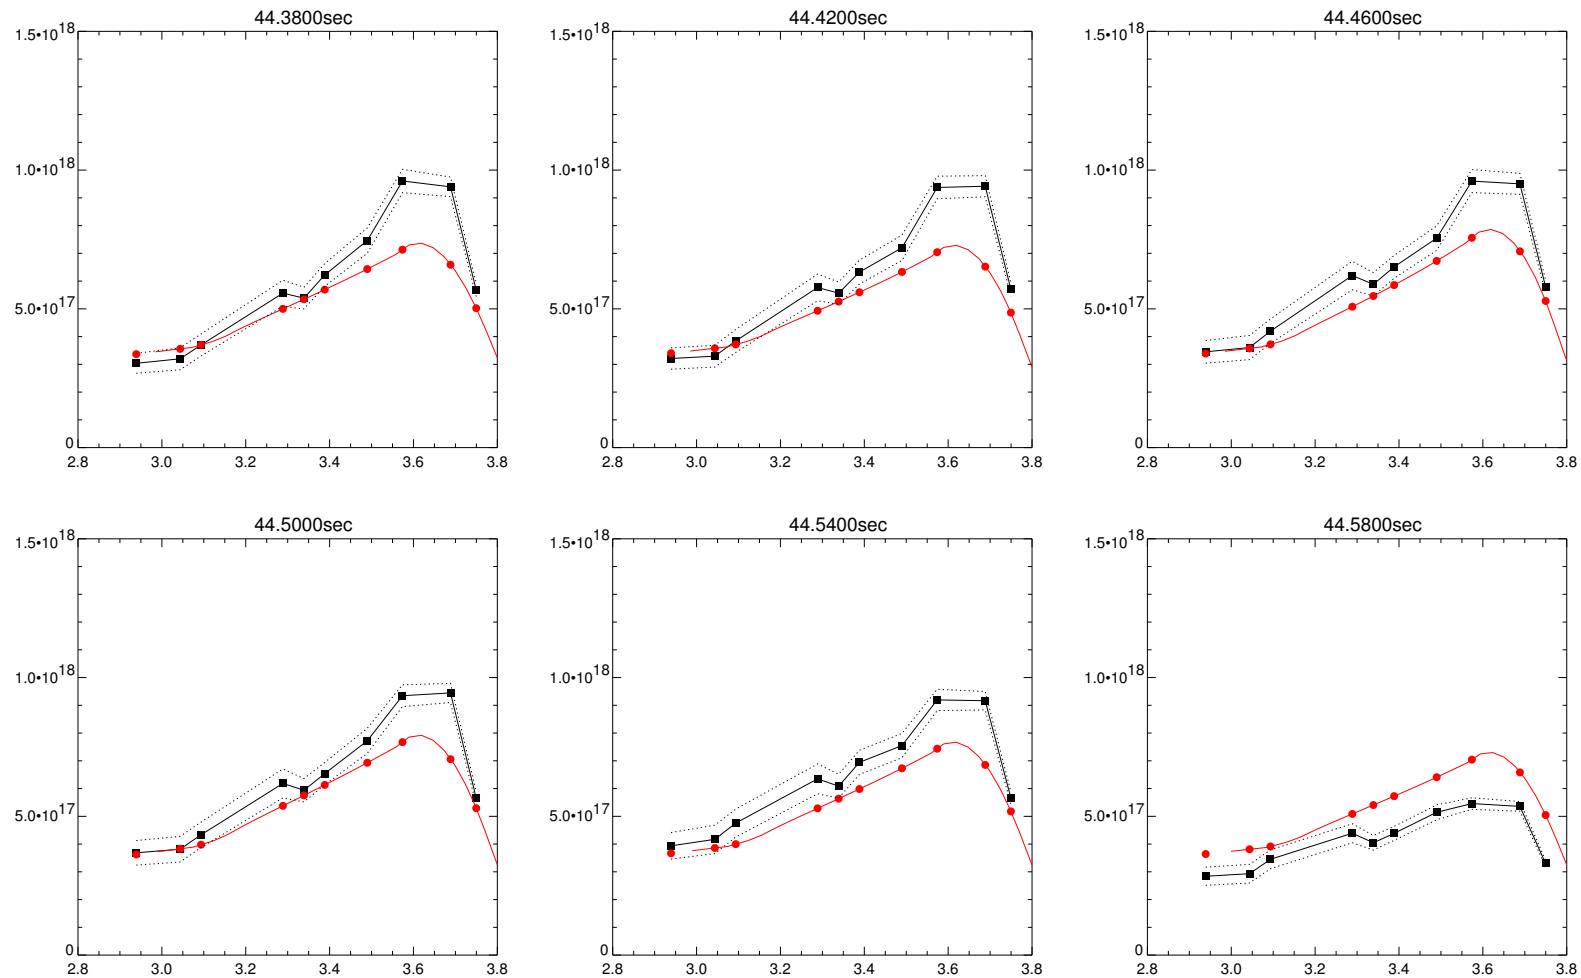 44.3800sec 44.4200sec 44.4600sec
1.5•10^18 1.5•10^18 1.5•10^18
1.0•10^18 1.0•10^18 1.0•10^18
5.0•10^17 5.0•10^17 5.0•10^17
0 0 0
2.8 3.0 3.2 3.4 3.6 3.8 2.8 3.0 3.2 3.4 3.6 3.8 2.8 3.0 3.2 3.4 3.6 3.8
44.5000sec 44.5400sec 44.5800sec
1.5•10^18 1.5•10^18 1.5•10^18
1.0•10^18 1.0•10^18 1.0•10^18
5.0•10^17 5.0•10^17 5.0•10^17
0 0 0
2.8 3.0 3.2 3.4 3.6 3.8 2.8 3.0 3.2 3.4 3.6 3.8 2.8 3.0 3.2 3.4 3.6 3.8